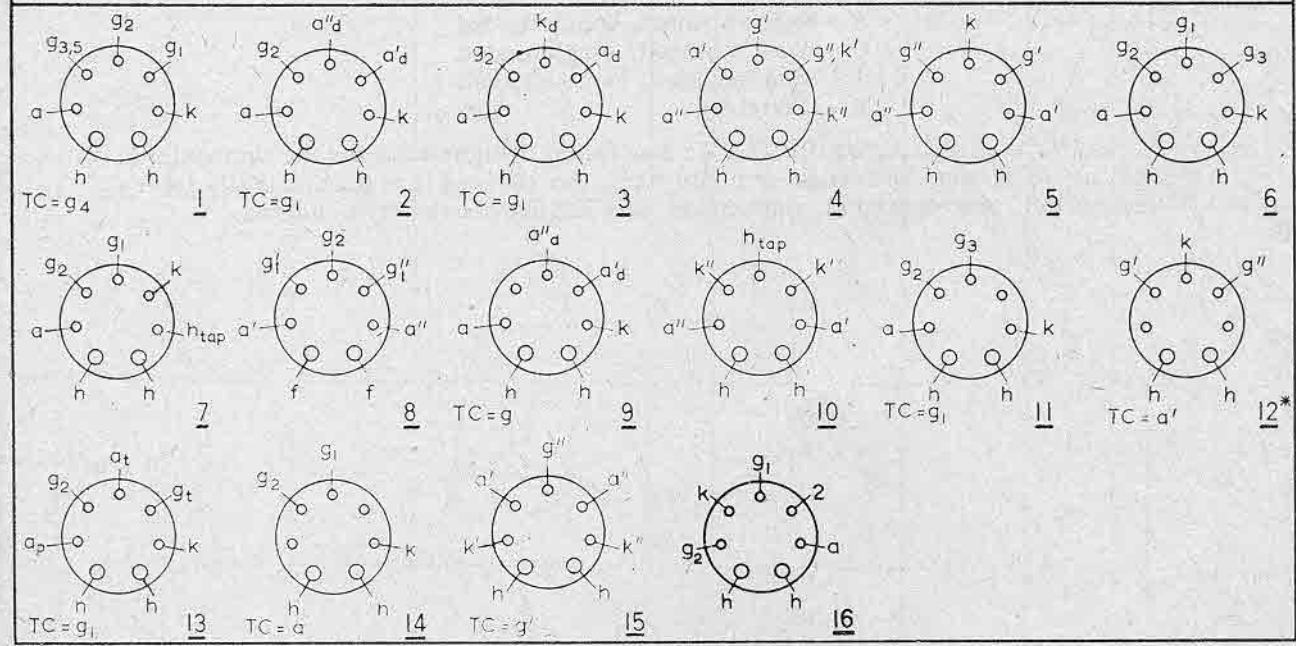 g2 a"d kd g' k g1
g3,5 g1 g2 a'd g2 ad a' g",k' g" g' g2 g3
a k a k a k a" k" a" a' a k
h h h h h h h h h h h h
TC = g4 1 TC = g1 2 TC = g1 3 4 5 6
g1 g2 a"d htap g3 k
g2 k g'1 g"1 a'd k" k' g2 g' g"
a htap a' a" a k a" a' a k
h h f f h h h h h h h h
7 8 TC = g 9 10 TC = g1 11 TC = a' 12*
at g1 g" g1
g2 gt g2 a' a" k 2
ap k k k' k" g2 a
h h h h h h h h
TC = g1 13 TC = a 14 TC = g' 15 16